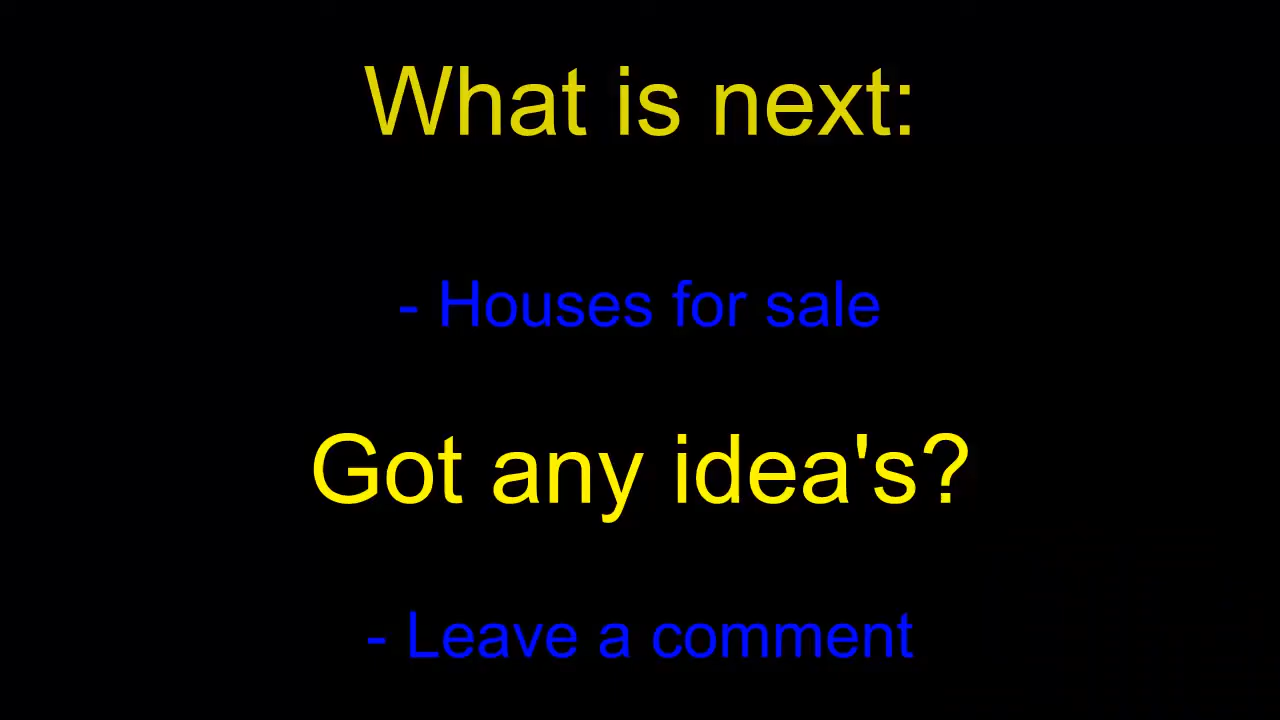 What is next:
- Houses for sale
Got any idea's?
- Leave a comment